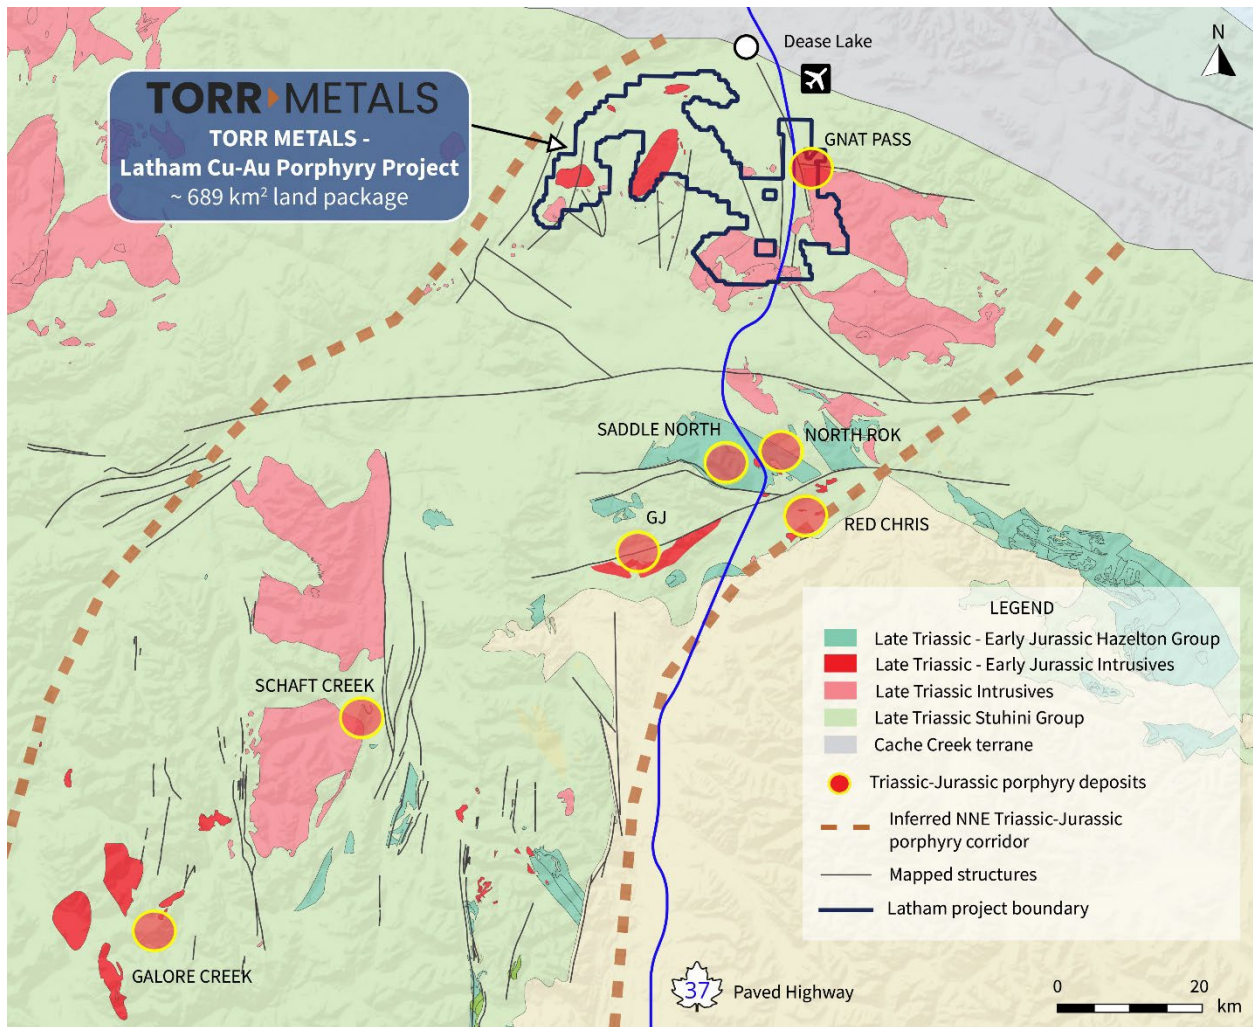 Dease Lake
N
TORR METALS
TORR METALS -
Latham Cu-Au Porphyry Project
~ 689 km² land package
GNAT PASS
SADDLE NORTH
NORTH ROK
GJ
RED CHRIS
SCHAFT CREEK
GALORE CREEK
LEGEND
Late Triassic - Early Jurassic Hazelton Group
Late Triassic - Early Jurassic Intrusives
Late Triassic Intrusives
Late Triassic Stuhini Group
Cache Creek terrane
Triassic-Jurassic porphyry deposits
Inferred NNE Triassic-Jurassic
porphyry corridor
Mapped structures
Latham project boundary
37 Paved Highway
0 20
km